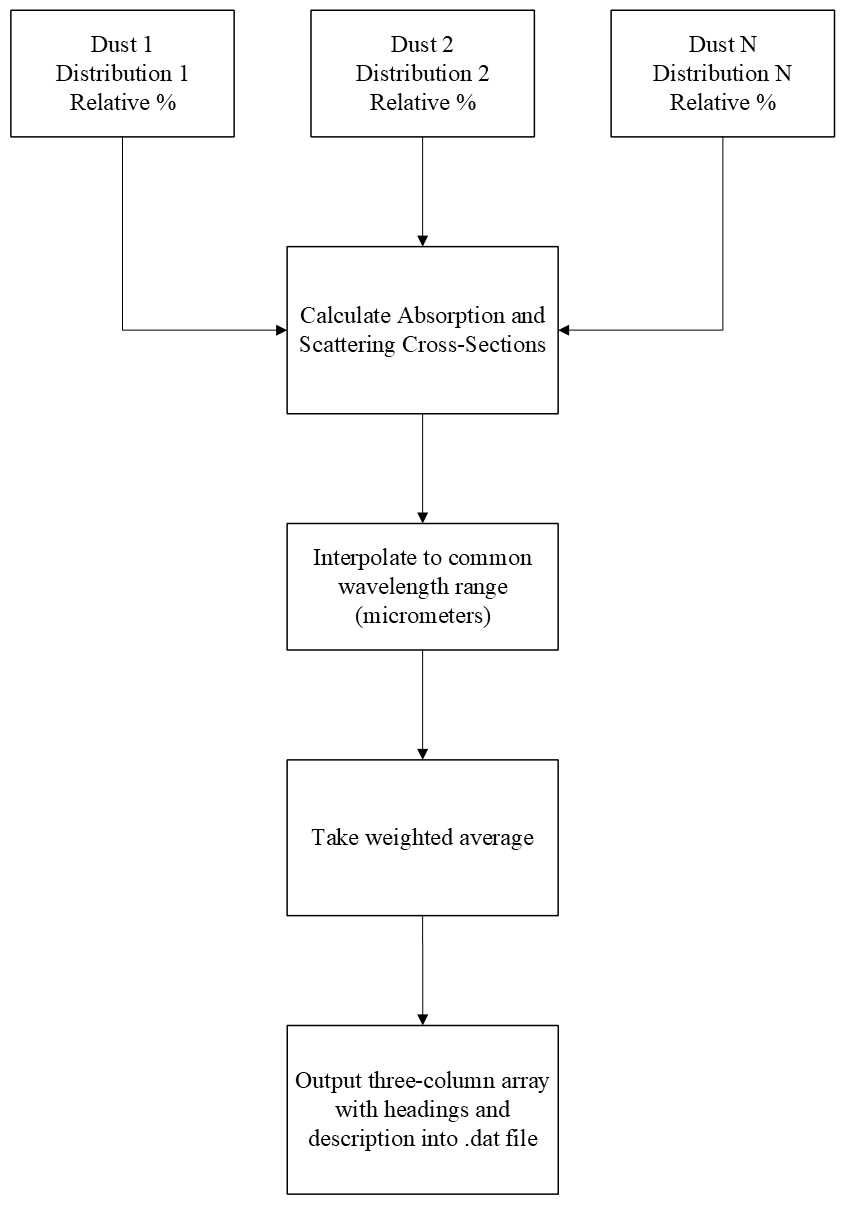 Dust 1
Distribution 1
Relative %
Dust 2
Distribution 2
Relative %
Dust N
Distribution N
Relative %
Calculate Absorption and
Scattering Cross-Sections
Interpolate to common
wavelength range
(micrometers)
Take weighted average
Output three-column array
with headings and
description into .dat file